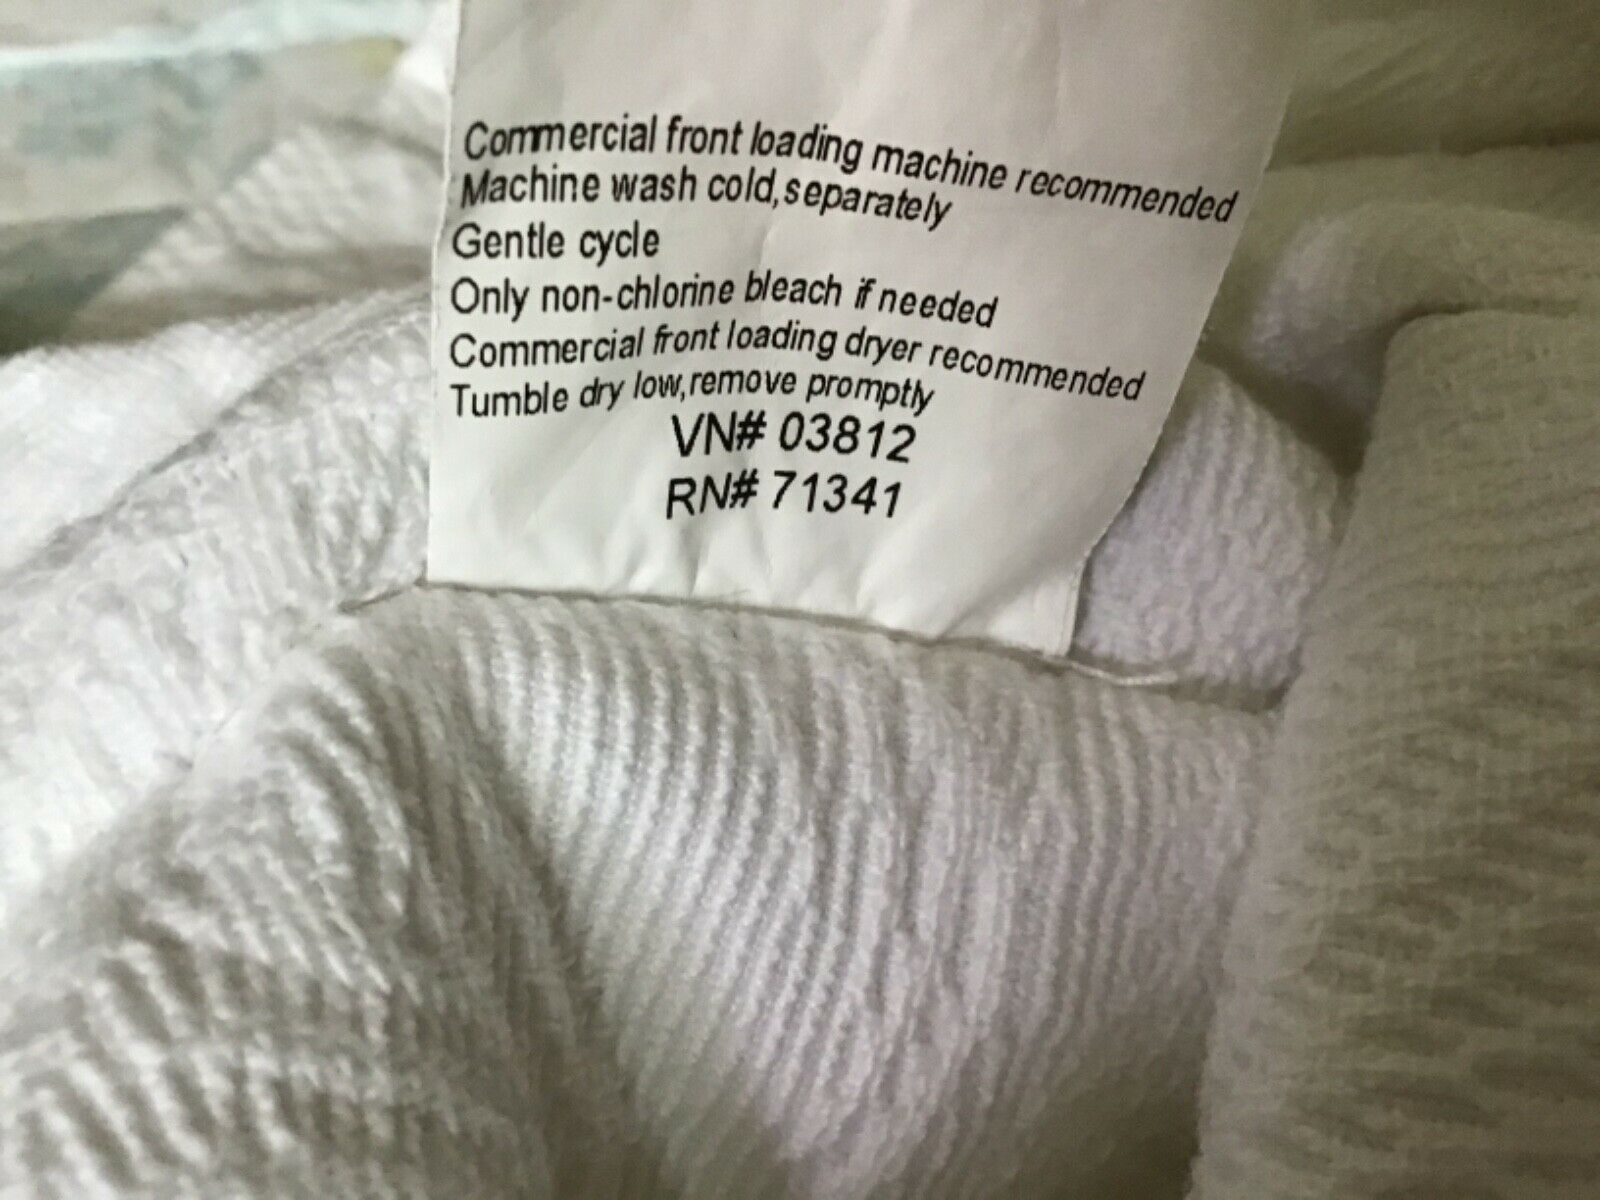 Commercial front loading machine recommended
Machine wash cold,separately
Gentle cycle
Only non-chlorine bleach if needed
Commercial front loading dryer recommended
Tumble dry low,remove promptly
VN# 03812
RN# 71341